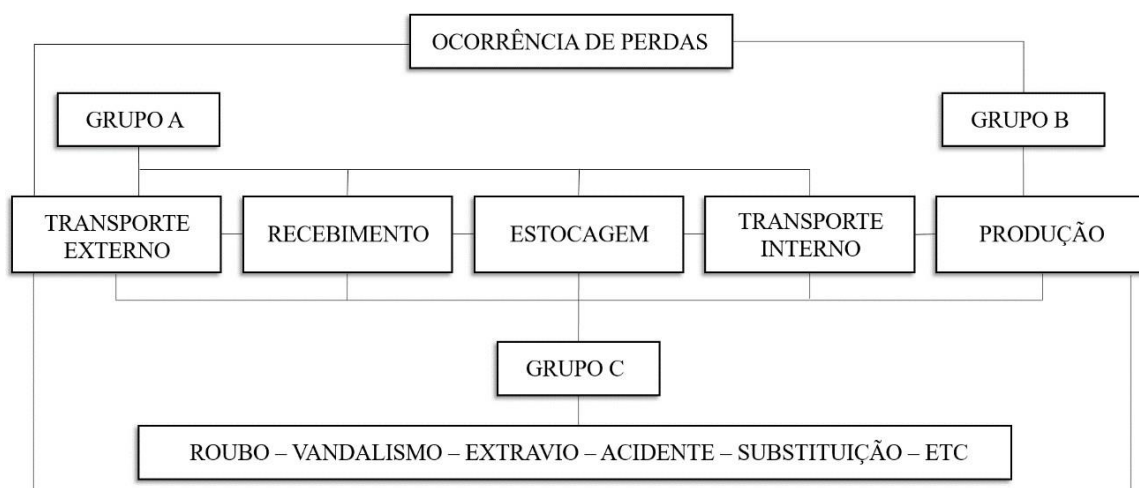 OCORRÊNCIA DE PERDAS
GRUPO A
GRUPO B
TRANSPORTE
EXTERNO
RECEBIMENTO
ESTOCAGEM
TRANSPORTE
INTERNO
PRODUÇÃO
GRUPO C
ROUBO – VANDALISMO – EXTRAVIO – ACIDENTE – SUBSTITUIÇÃO – ETC